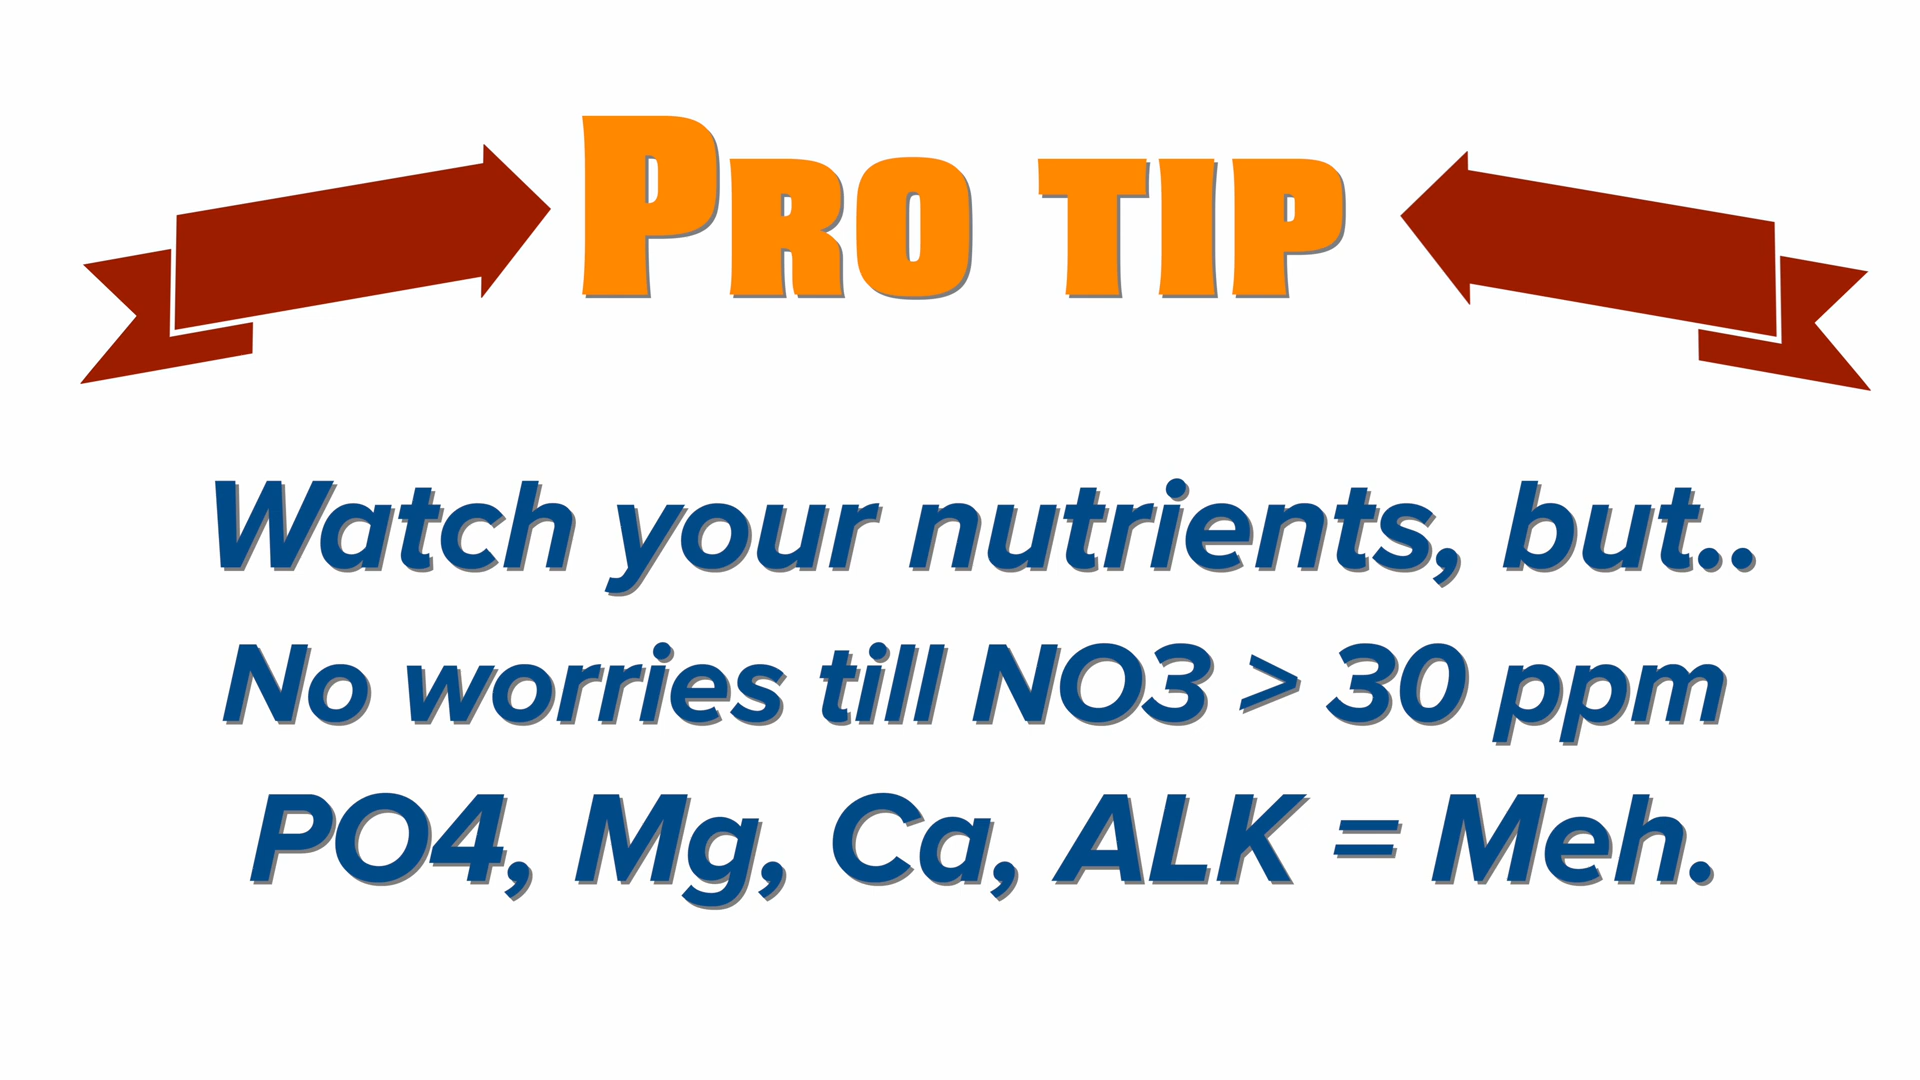 Pro tip
Watch your nutrients, but..
No worries till NO3 > 30 ppm
PO4, Mg, Ca, ALK = Meh.